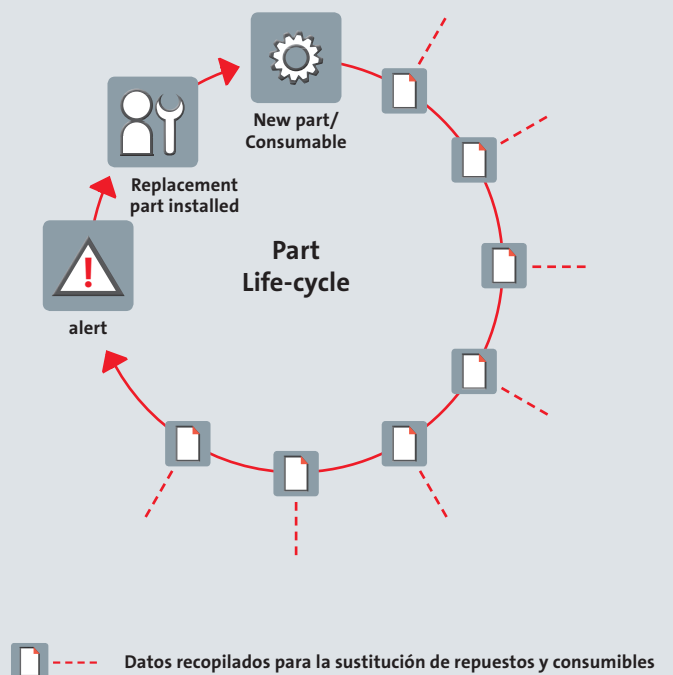 New part/
Consumable
Replacement
part installed
Part
Life-cycle
alert
Datos recopilados para la sustitución de repuestos y consumibles